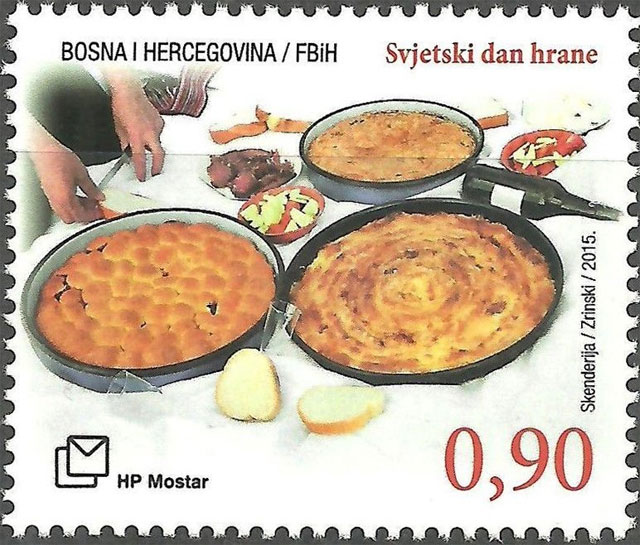 BOSNA I HERCEGOVINA / FBiH
Svjetski dan hrane
Skenderija / Zrinski / 2015.
HP Mostar
0,90